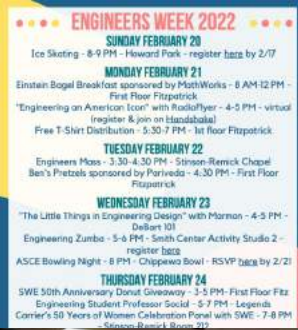 ENGINEERS WEEK 2022
SUNDAY FEBRUARY 20
Ice Skating - 8-9 PM - Howard Park - register here by 2/17
MONDAY FEBRUARY 21
Einstein Bagel Breakfast sponsored by MathWorks - 8 AM-12 PM -
First Floor Fitzpatrick
"Engineering an American Icon" with RadioFlyer - 4-5 PM - virtual
(register & join on Handshake)
Free T-Shirt Distribution - 5:30-7 PM - 1st floor Fitzpatrick
TUESDAY FEBRUARY 22
Engineers Mass - 3:30-4:30 PM - Stinson-Remick Chapel
Ben's Pretzels sponsored by Pariveda - 4:30 PM - First Floor
Fitzpatrick
WEDNESDAY FEBRUARY 23
"The Little Things in Engineering Design" with Marmon - 4-5 PM -
DeBart 101
Engineering Zumba - 5-6 PM - Smith Center Activity Studio 2 -
register here
ASCE Bowling Night - 8 PM - Chippewa Bowl - RSVP here by 2/21
THURSDAY FEBRUARY 24
SWE 50th Anniversary Donut Giveaway - 3-5 PM- First Floor Fitz
Engineering Student Professor Social - 5-7 PM - Legends
Carrier's 50 Years of Women Celebration Panel with SWE - 7-8 PM
- Stinson-Remick Room 212